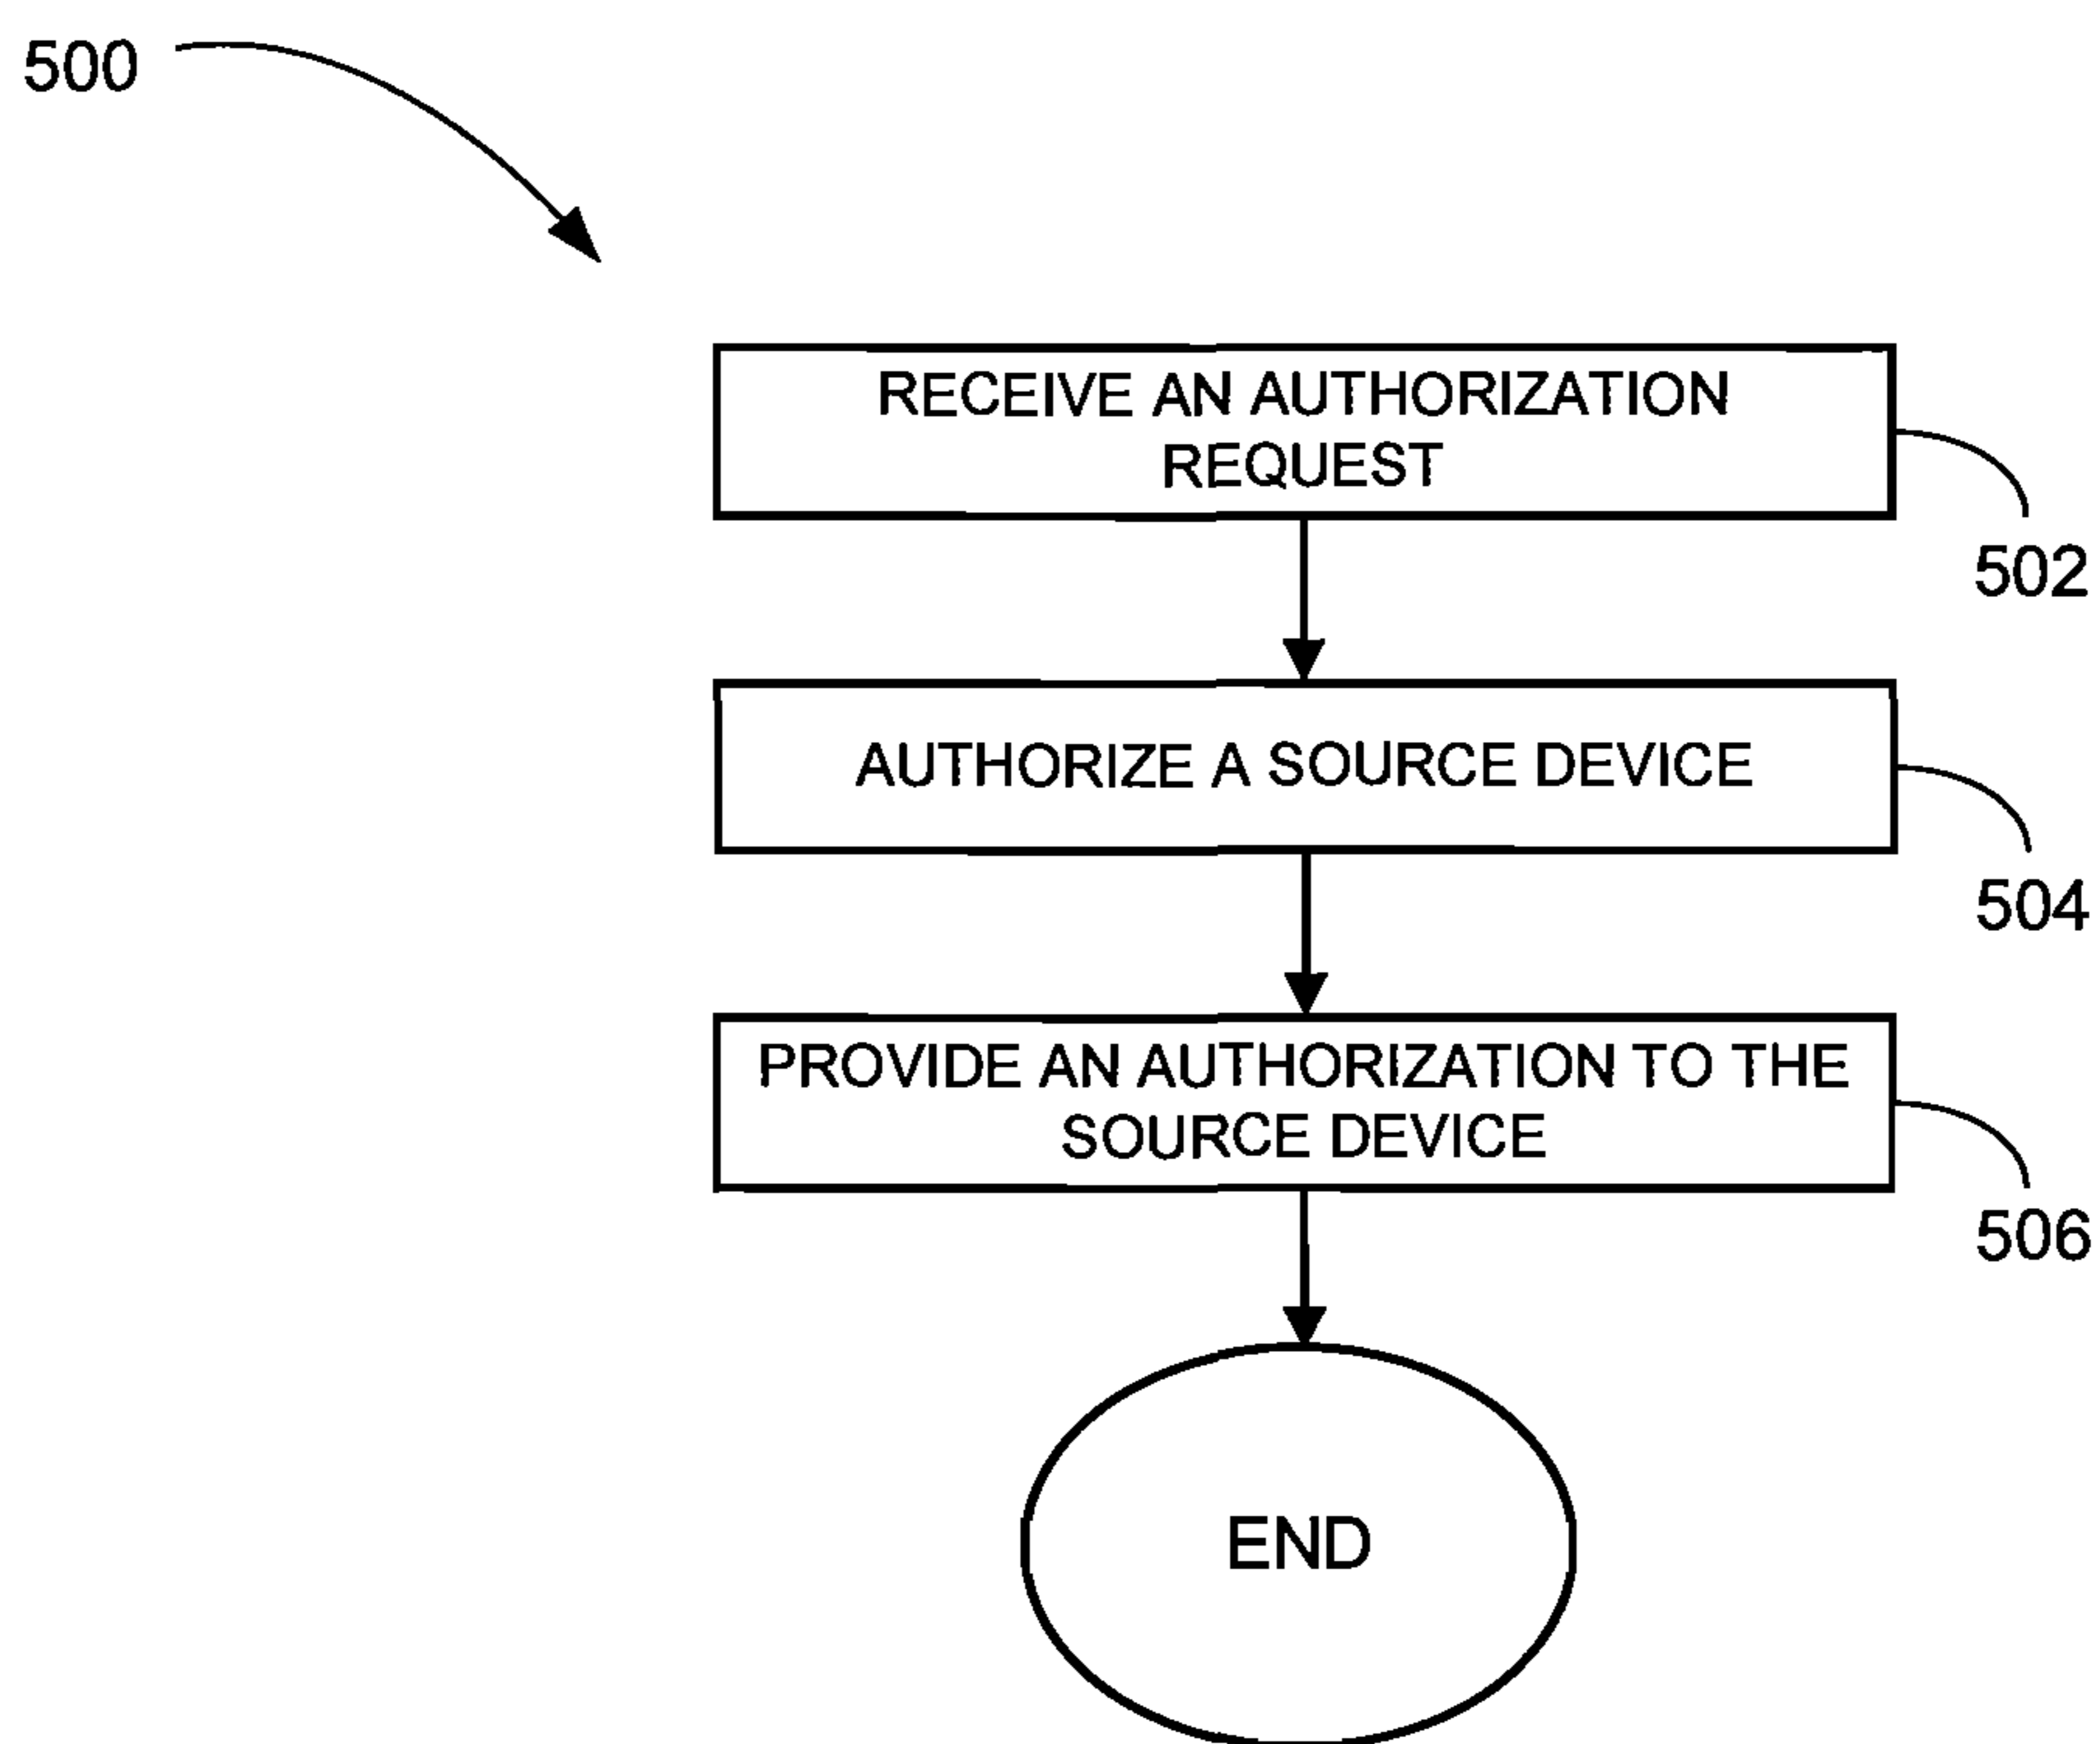 500
RECEIVE AN AUTHORIZATION
REQUEST
502
AUTHORIZE A SOURCE DEVICE
504
PROVIDE AN AUTHORIZATION TO THE
SOURCE DEVICE
506
END